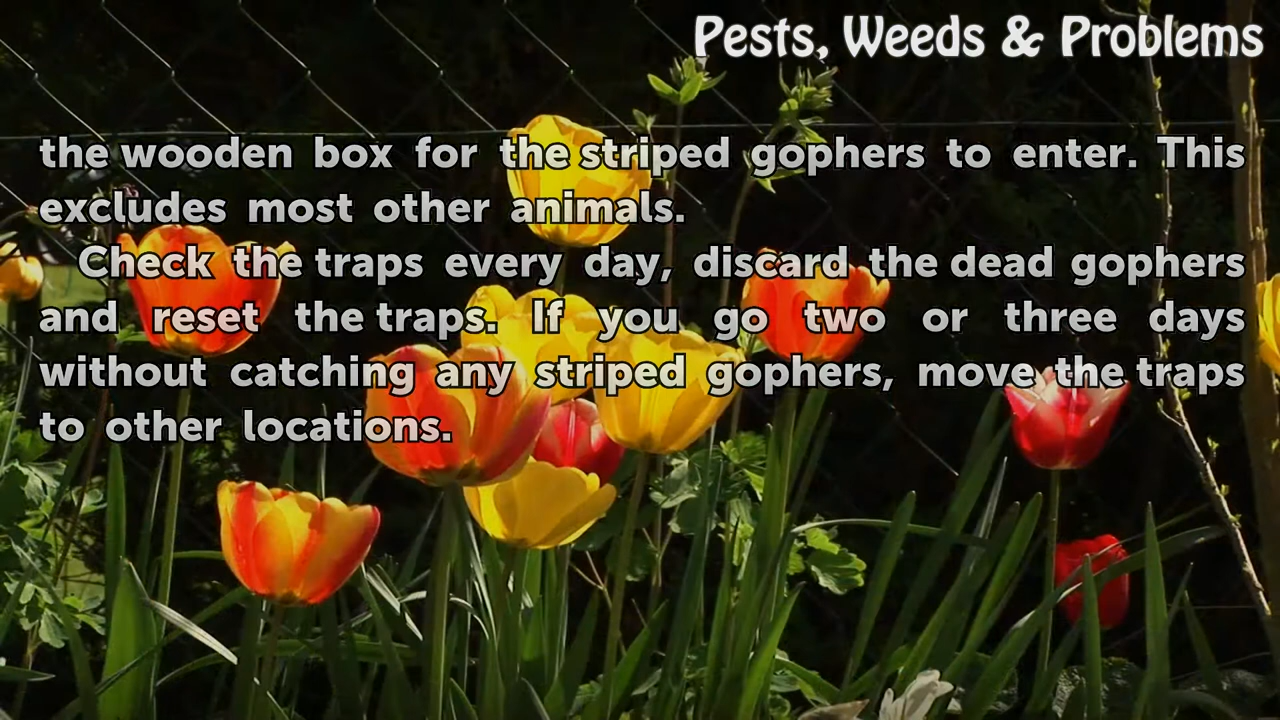 Pests, Weeds & Problems
the wooden box for the striped gophers to enter. This
excludes most other animals.
Check the traps every day, discard the dead gophers
and reset the traps. If you go two or three days
without catching any striped gophers, move the traps
to other locations.